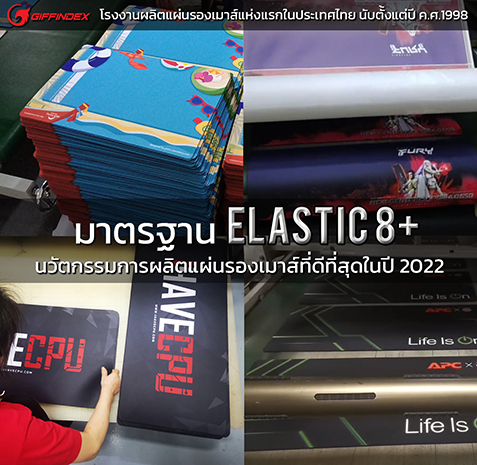 GIFFINDEX โรงงานผลิตแผ่นรองเมาส์แห่งแรกในประเทศไทย นับตั้งแต่ปี ค.ศ.1998
FURY
มาตรฐาน ELASTIC 8+
นวัตกรรมการผลิตแผ่นรองเมาส์ที่ดีที่สุดในปี 2022
HAVECPU
ECPU
Life Is On
APC
Life Is On
APC
Life Is